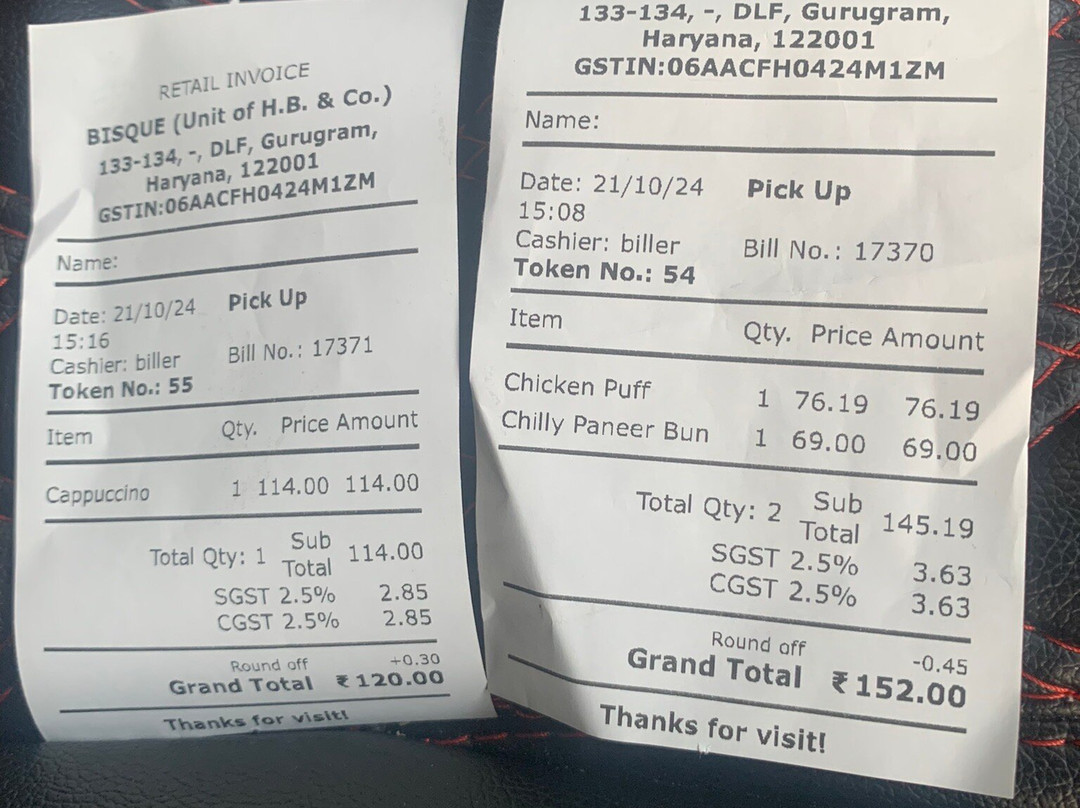 RETAIL INVOICE
BISQUE (Unit of H.B. & Co.)
133-134, -, DLF, Gurugram,
Haryana, 122001
GSTIN:06AACFH0424M1ZM
Name:
Date: 21/10/24 Pick Up
15:16
Cashier: biller Bill No.: 17371
Token No.: 55
Item Qty. Price Amount
Cappuccino 1 114.00 114.00
Total Qty: 1 Sub Total 114.00
SGST 2.5% 2.85
CGST 2.5% 2.85
Round off +0.30
Grand Total ₹120.00
Thanks for visit!
133-134, -, DLF, Gurugram,
Haryana, 122001
GSTIN:06AACFH0424M1ZM
Name:
Date: 21/10/24 Pick Up
15:08
Cashier: biller Bill No.: 17370
Token No.: 54
Item Qty. Price Amount
Chicken Puff 1 76.19 76.19
Chilly Paneer Bun 1 69.00 69.00
Total Qty: 2 Sub Total 145.19
SGST 2.5% 3.63
CGST 2.5% 3.63
Round off -0.45
Grand Total ₹152.00
Thanks for visit!